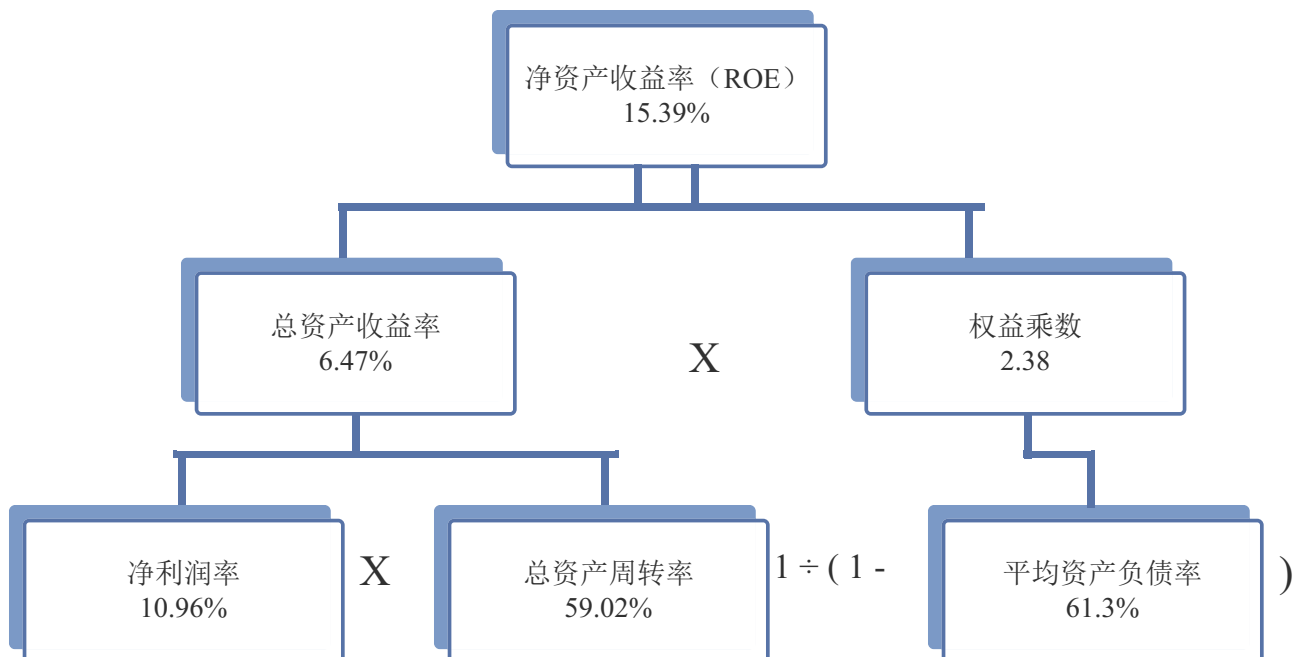 净资产收益率（ROE）
15.39%
总资产收益率
6.47%
X
权益乘数
2.38
净利润率
10.96%
X
总资产周转率
59.02%
1 ÷ ( 1 -
平均资产负债率
61.3%
)